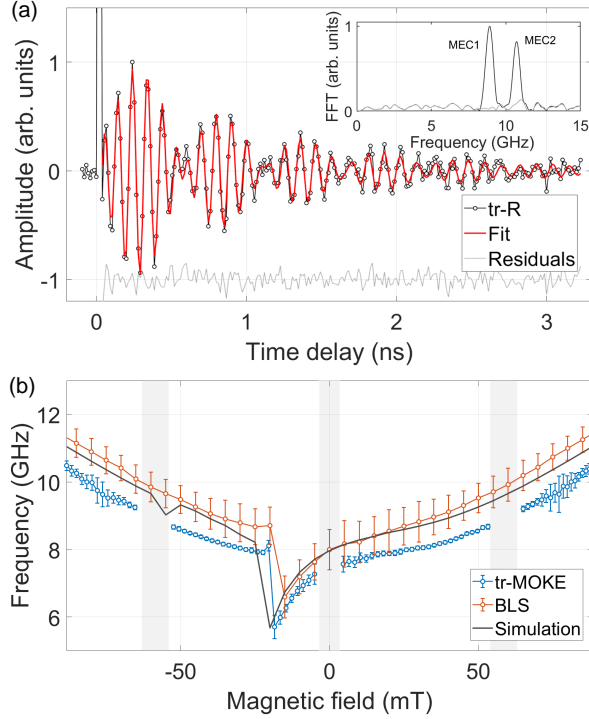 (a)
Amplitude (arb. units)
1
0
-1
0
1
2
3
Time delay (ns)
tr-R
Fit
Residuals
FFT (arb. units)
1
0
0
5
10
15
Frequency (GHz)
MEC1
MEC2
(b)
Frequency (GHz)
12
10
8
6
-50
0
50
Magnetic field (mT)
tr-MOKE
BLS
Simulation